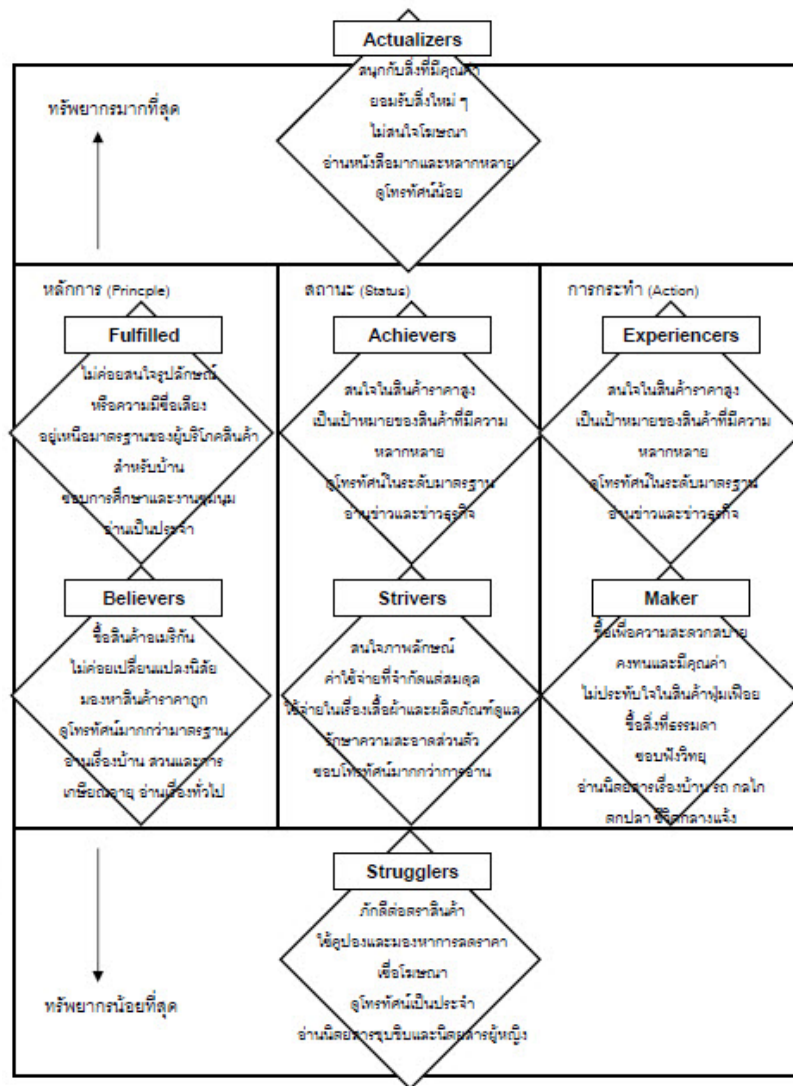 Actualizers
สนุกกับสิ่งที่มีคุณค่า
ยอมรับสิ่งใหม่ ๆ
ไม่สนใจโฆษณา
อ่านหนังสือมากและหลากหลาย
ดูโทรทัศน์น้อย
ทรัพยากรมากที่สุด
หลักการ (Princple)
Fulfilled
ไม่ค่อยสนใจรูปลักษณ์
หรือความมีชื่อเสียง
อยู่เหนือมาตรฐานของผู้บริโภคสินค้า
สำหรับบ้าน
ชอบการศึกษาและงานชุมนุม
อ่านเป็นประจำ
สถานะ (Status)
Achievers
สนใจในสินค้าราคาสูง
เป็นเป้าหมายของสินค้าที่มีความ
หลากหลาย
ดูโทรทัศน์ในระดับมาตรฐาน
อ่านข่าวและข่าวธุรกิจ
การกระทำ (Action)
Experiencers
สนใจในสินค้าราคาสูง
เป็นเป้าหมายของสินค้าที่มีความ
หลากหลาย
ดูโทรทัศน์ในระดับมาตรฐาน
อ่านข่าวและข่าวธุรกิจ
Believers
ซื้อสินค้าอเมริกัน
ไม่ค่อยเปลี่ยนแปลงนิสัย
มองหาสินค้าราคาถูก
ดูโทรทัศน์มากกว่ามาตรฐาน
อ่านเรื่องบ้าน สวนและการ
เกษียณอายุ อ่านเรื่องทั่วไป
Strivers
สนใจภาพลักษณ์
ค่าใช้จ่ายที่จำกัดแต่สมดุล
ใช้จ่ายในเรื่องเสื้อผ้าและผลิตภัณฑ์ดูแล
รักษาความสะอาดส่วนตัว
ชอบโทรทัศน์มากกว่าการอ่าน
Maker
ซื้อเพื่อความสะดวกสบาย
คงทนและมีคุณค่า
ไม่ประทับใจในสินค้าฟุ่มเฟือย
ซื้อสิ่งที่ธรรมดา
ชอบฟังวิทยุ
อ่านนิตยสารเรื่องบ้าน รถ กลไก
ตกปลา ชีวิตกลางแจ้ง
Strugglers
ภักดีต่อตราสินค้า
ใช้คูปองและมองหาการลดราคา
เชื่อโฆษณา
ดูโทรทัศน์เป็นประจำ
อ่านนิตยสารซุบซิบและนิตยสารผู้หญิง
ทรัพยากรน้อยที่สุด